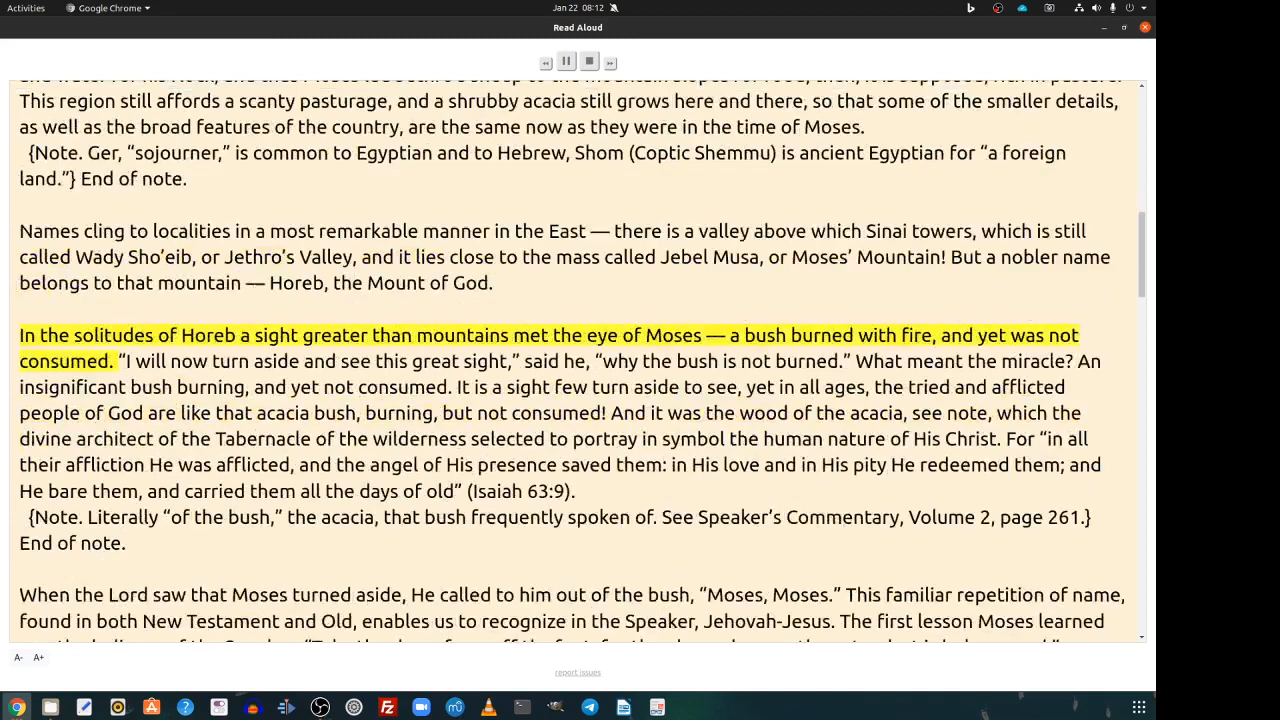 Activities
Google Chrome
Jan 22 08:12
Read Aloud
This region still affords a scanty pasturage, and a shrubby acacia still grows here and there, so that some of the smaller details,
as well as the broad features of the country, are the same now as they were in the time of Moses.
{Note. Ger, “sojourner,” is common to Egyptian and to Hebrew, Shom (Coptic Shemmu) is ancient Egyptian for “a foreign
land.”} End of note.
Names cling to localities in a most remarkable manner in the East — there is a valley above which Sinai towers, which is still
called Wady Sho’eib, or Jethro’s Valley, and it lies close to the mass called Jebel Musa, or Moses’ Mountain! But a nobler name
belongs to that mountain — Horeb, the Mount of God.
In the solitudes of Horeb a sight greater than mountains met the eye of Moses — a bush burned with fire, and yet was not
consumed. “I will now turn aside and see this great sight,” said he, “why the bush is not burned.” What meant the miracle? An
insignificant bush burning, and yet not consumed. It is a sight few turn aside to see, yet in all ages, the tried and afflicted
people of God are like that acacia bush, burning, but not consumed! And it was the wood of the acacia, see note, which the
divine architect of the Tabernacle of the wilderness selected to portray in symbol the human nature of His Christ. For “in all
their affliction He was afflicted, and the angel of His presence saved them: in His love and in His pity He redeemed them; and
He bare them, and carried them all the days of old” (Isaiah 63:9).
{Note. Literally “of the bush,” the acacia, that bush frequently spoken of. See Speaker’s Commentary, Volume 2, page 261.}
End of note.
When the Lord saw that Moses turned aside, He called to him out of the bush, “Moses, Moses.” This familiar repetition of name,
found in both New Testament and Old, enables us to recognize in the Speaker, Jehovah-Jesus. The first lesson Moses learned
A- A+
report issues